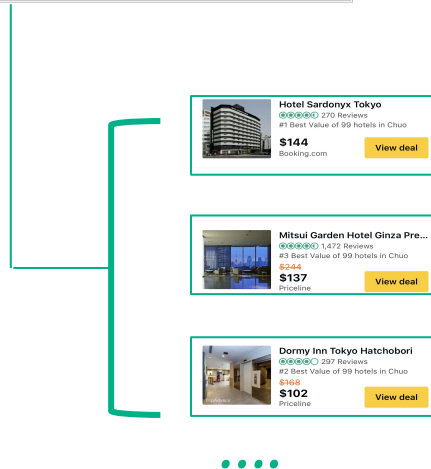 Hotel Sardonyx Tokyo
270 Reviews
#1 Best Value of 99 hotels in Chuo
$144
Booking.com
View deal
Mitsui Garden Hotel Ginza Pre...
1,472 Reviews
#3 Best Value of 99 hotels in Chuo
$244
$137
Priceline
View deal
Dormy Inn Tokyo Hatchobori
297 Reviews
#2 Best Value of 99 hotels in Chuo
$168
$102
Priceline
View deal